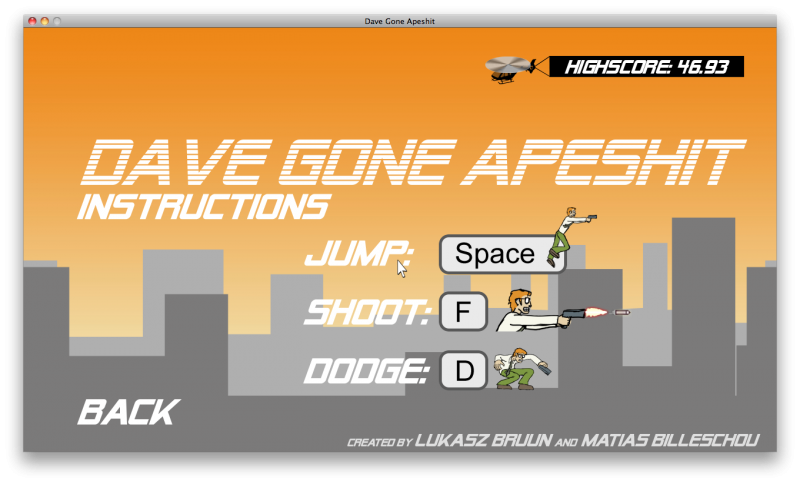 Dave Gone Apeshit
HIGHSCORE: 46.93
DAVE GONE APESHIT
INSTRUCTIONS
JUMP: Space
SHOOT: F
DODGE: D
BACK
CREATED BY LUKASZ BRUUN AND MATIAS BILLESCHOU